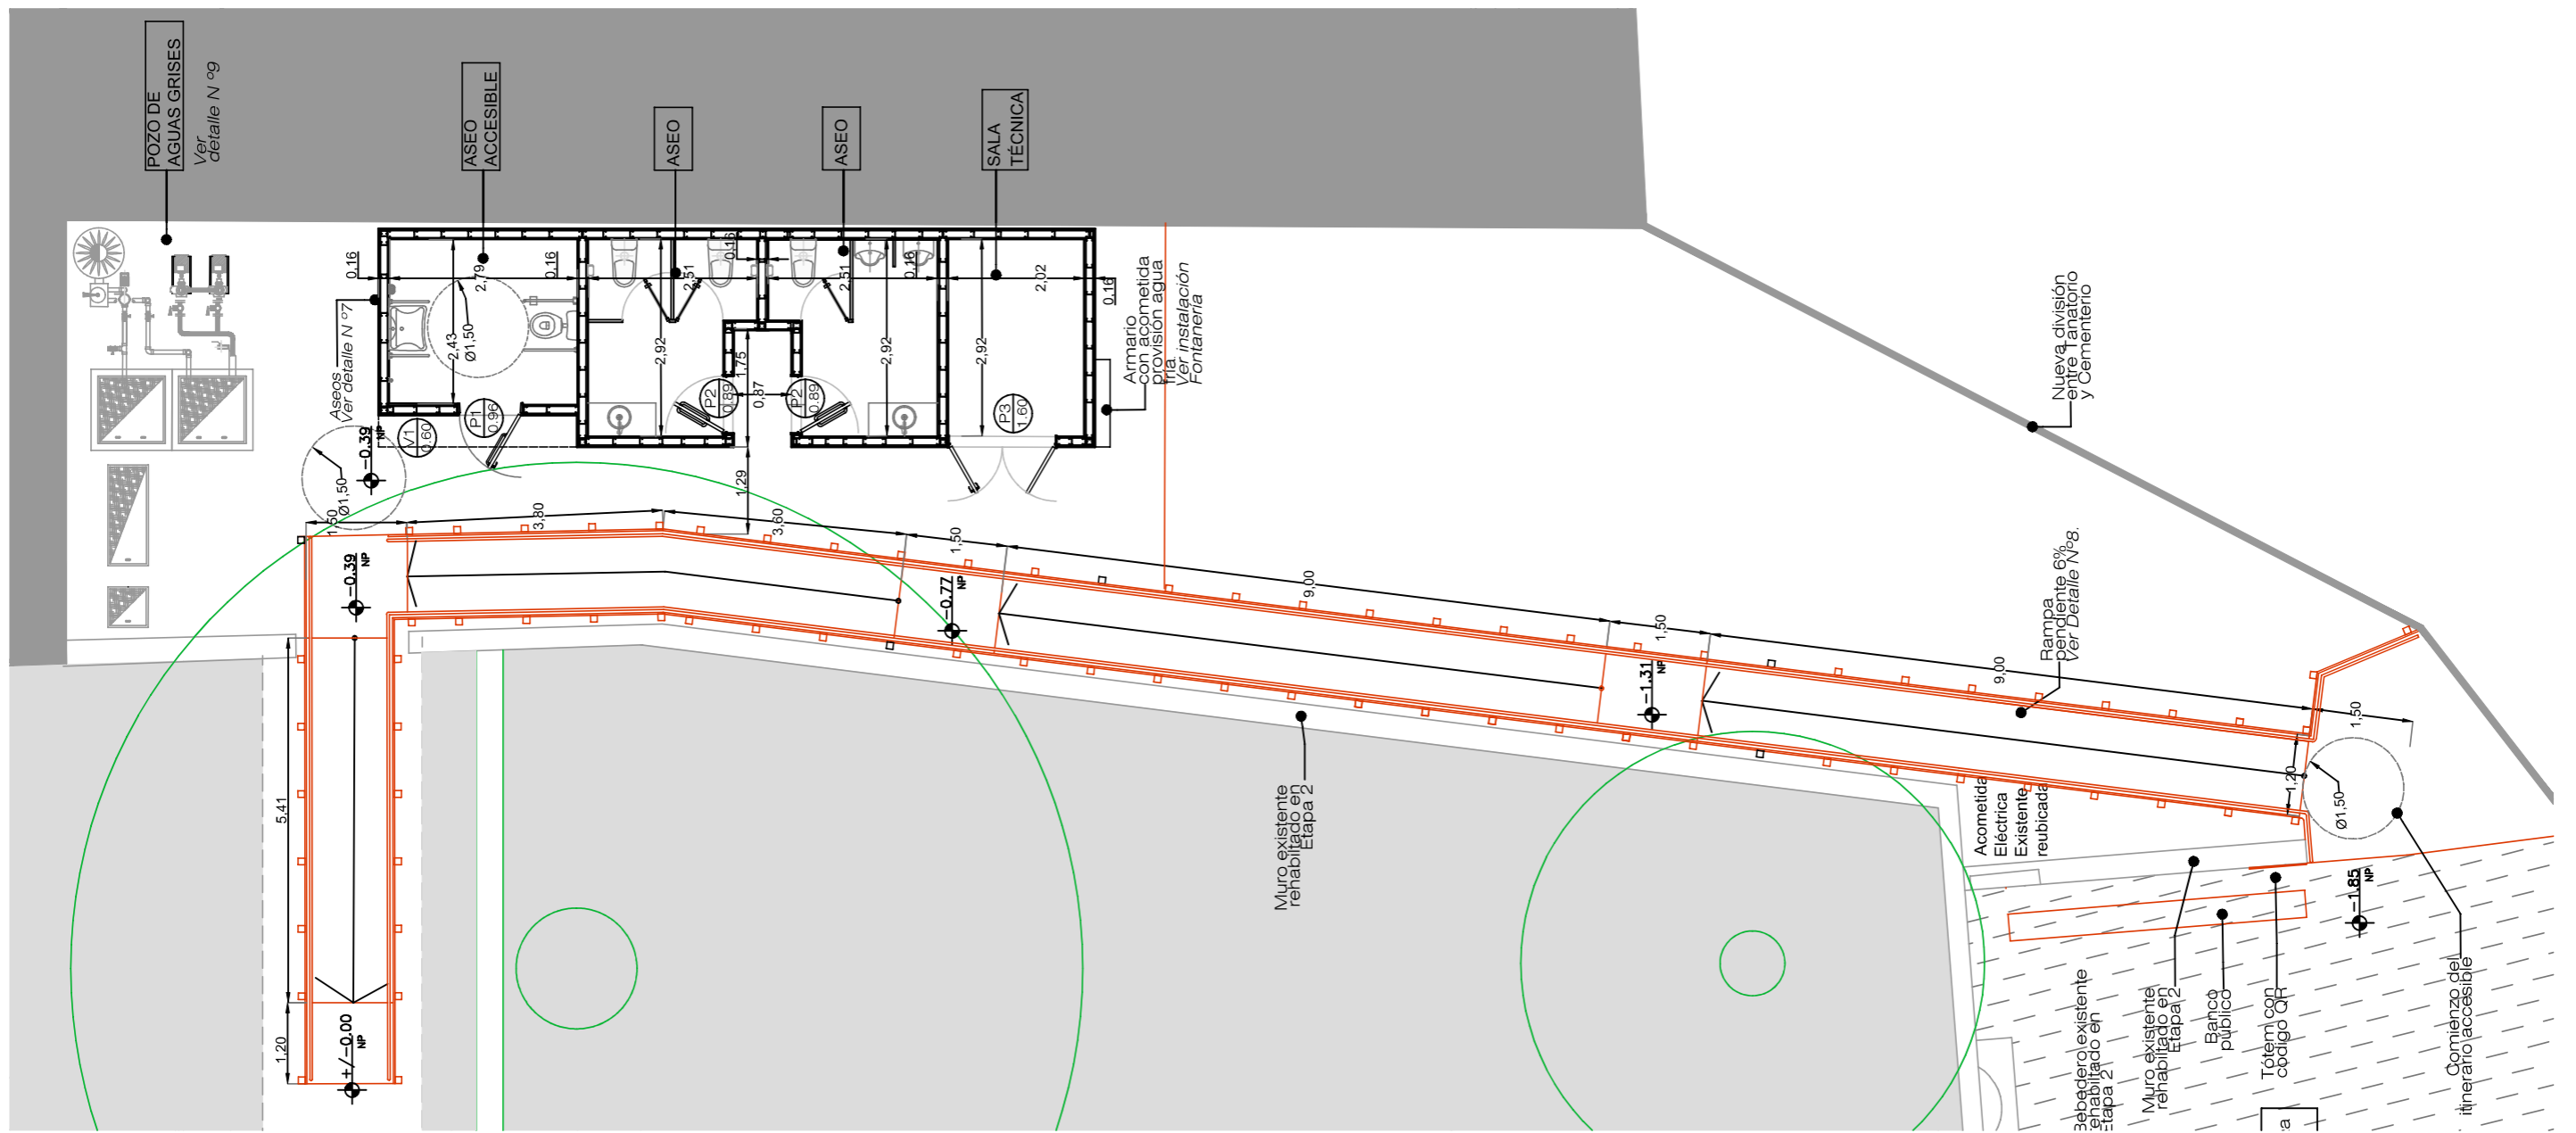 POZO DE
AGUAS GRISES
Ver
detalle N º9
ASEO
ACCESIBLE
ASEO
ASEO
SALA
TÉCNICA
0,16
2,79
0,16
2,51
0,16
2,51
0,16
2,02
0,16
2,43
Ø1,50
2,92
1,75
0,87
2,92
2,92
Aseos
Ver detalle N º7
V1
0.60
P1
0.96
P2
0.89
P2
0.89
P3
1.60
Armario
con acometida
provisión agua
fría.
Ver instalación
Fontanería
Nueva división
entre Tanatorio
y Cementerio
-0.39
NP
Ø1,50
1,50
3,80
1,29
3,60
1,50
9,00
1,50
9,00
1,50
-0.39
NP
-0.77
NP
-1.31
NP
Rampa
pendiente 6%
Ver Detalle Nº8.
1,20
Ø1,50
5,41
1,20
+/-0.00
NP
Muro existente
rehabilitado en
Etapa 2
Acometida
Eléctrica
Existente
reubicada
-1.85
NP
Bebedero existente
rehabilitado en
Etapa 2
Muro existente
rehabilitado en
Etapa 2
Banco
público
Tótem con
código QR
Comienzo del
itinerario accesible